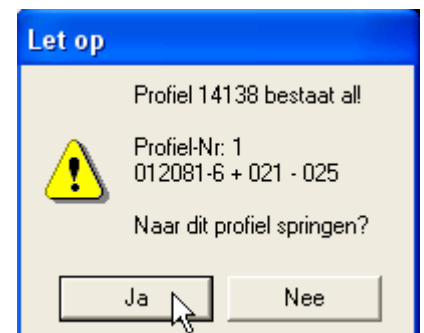 Let op
Profiel 14138 bestaat al!
Profiel-Nr: 1
012081-6 + 021 - 025
Naar dit profiel springen?
Ja
Nee